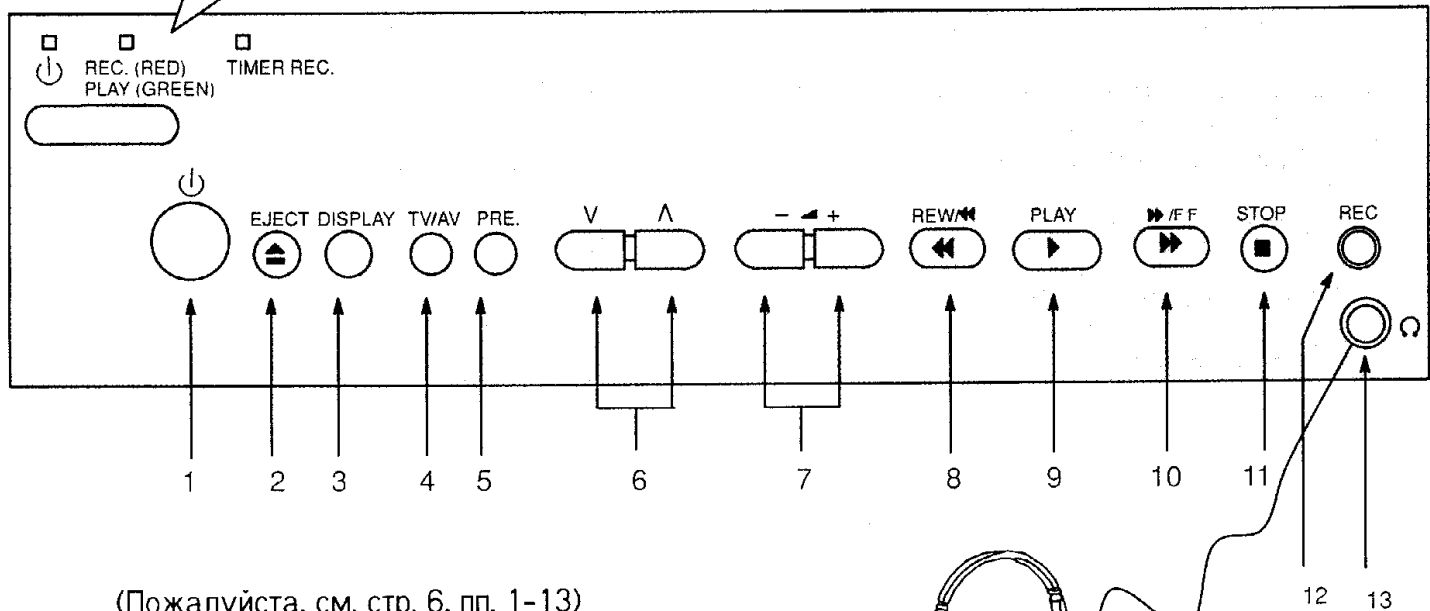 REC. (RED) TIMER REC.
PLAY (GREEN)
EJECT DISPLAY TV/AV PRE. V Λ - + REW/◀◀ PLAY ▶▶/FF STOP REC
1 2 3 4 5 6 7 8 9 10 11
12 13
(Пожалуйста, см. стр. 6, пп. 1-13)